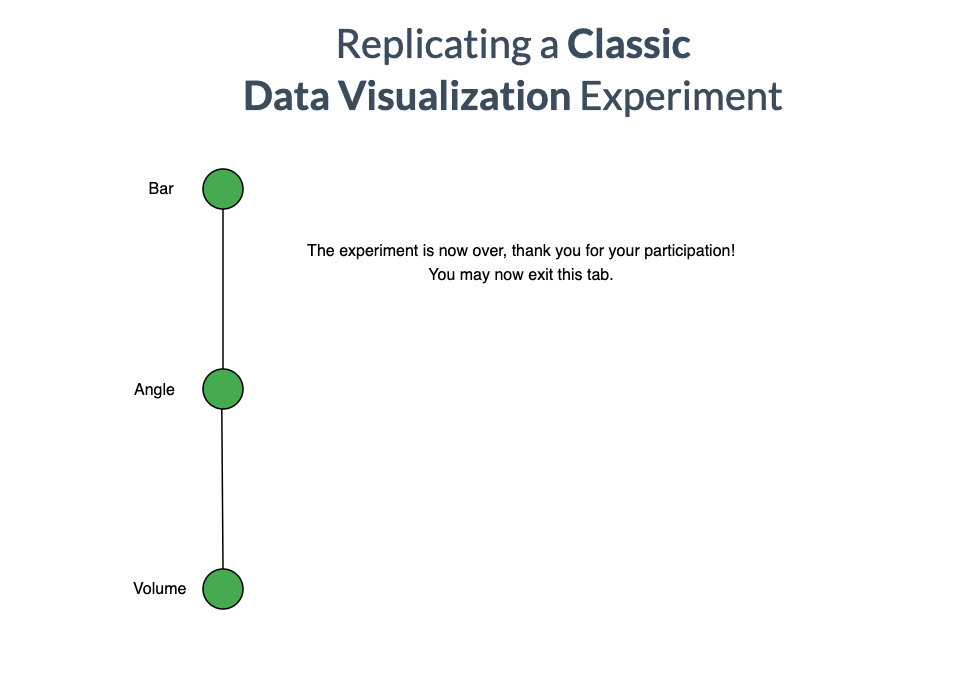 Replicating a Classic
Data Visualization Experiment
Bar
The experiment is now over, thank you for your participation!
You may now exit this tab.
Angle
Volume